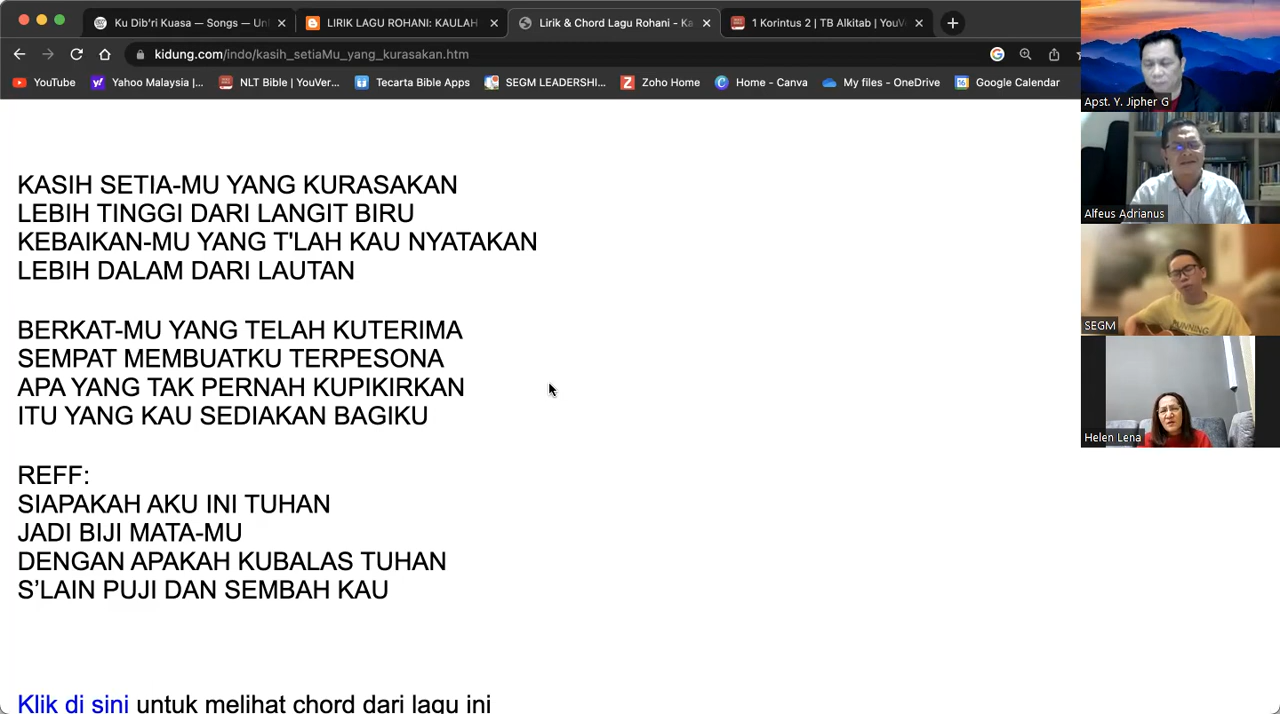 Ku Dib'ri Kuasa — Songs — Un
LIRIK LAGU ROHANI: KAULAH
Lirik & Chord Lagu Rohani - Ka
1 Korintus 2 | TB Alkitab | YouV
kidung.com/indo/kasih_setiaMu_yang_kurasakan.htm
YouTube
Yahoo Malaysia |...
NLT Bible | YouVer...
Tecarta Bible Apps
SEGM LEADERSHI...
Zoho Home
Home - Canva
My files - OneDrive
Google Calendar
KASIH SETIA-MU YANG KURASAKAN
LEBIH TINGGI DARI LANGIT BIRU
KEBAIKAN-MU YANG T'LAH KAU NYATAKAN
LEBIH DALAM DARI LAUTAN
BERKAT-MU YANG TELAH KUTERIMA
SEMPAT MEMBUATKU TERPESONA
APA YANG TAK PERNAH KUPIKIRKAN
ITU YANG KAU SEDIAKAN BAGIKU
REFF:
SIAPAKAH AKU INI TUHAN
JADI BIJI MATA-MU
DENGAN APAKAH KUBALAS TUHAN
S’LAIN PUJI DAN SEMBAH KAU
Klik di sini untuk melihat chord dari lagu ini
Apst. Y. Jipher G
Alfeus Adrianus
SEGM
Helen Lena